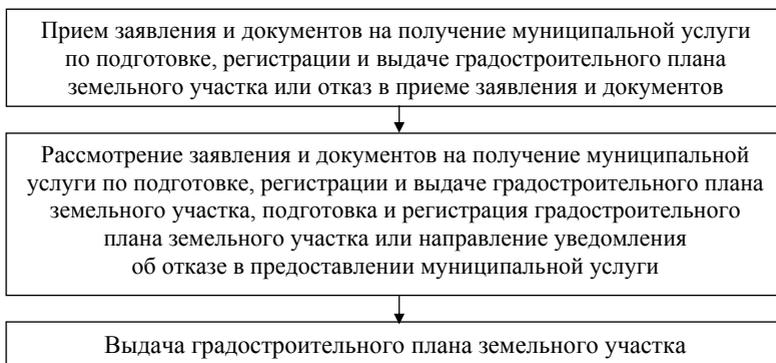 Прием заявления и документов на получение муниципальной услуги
по подготовке, регистрации и выдаче градостроительного плана
земельного участка или отказ в приеме заявления и документов
Рассмотрение заявления и документов на получение муниципальной
услуги по подготовке, регистрации и выдаче градостроительного плана
земельного участка, подготовка и регистрация градостроительного
плана земельного участка или направление уведомления
об отказе в предоставлении муниципальной услуги
Выдача градостроительного плана земельного участка